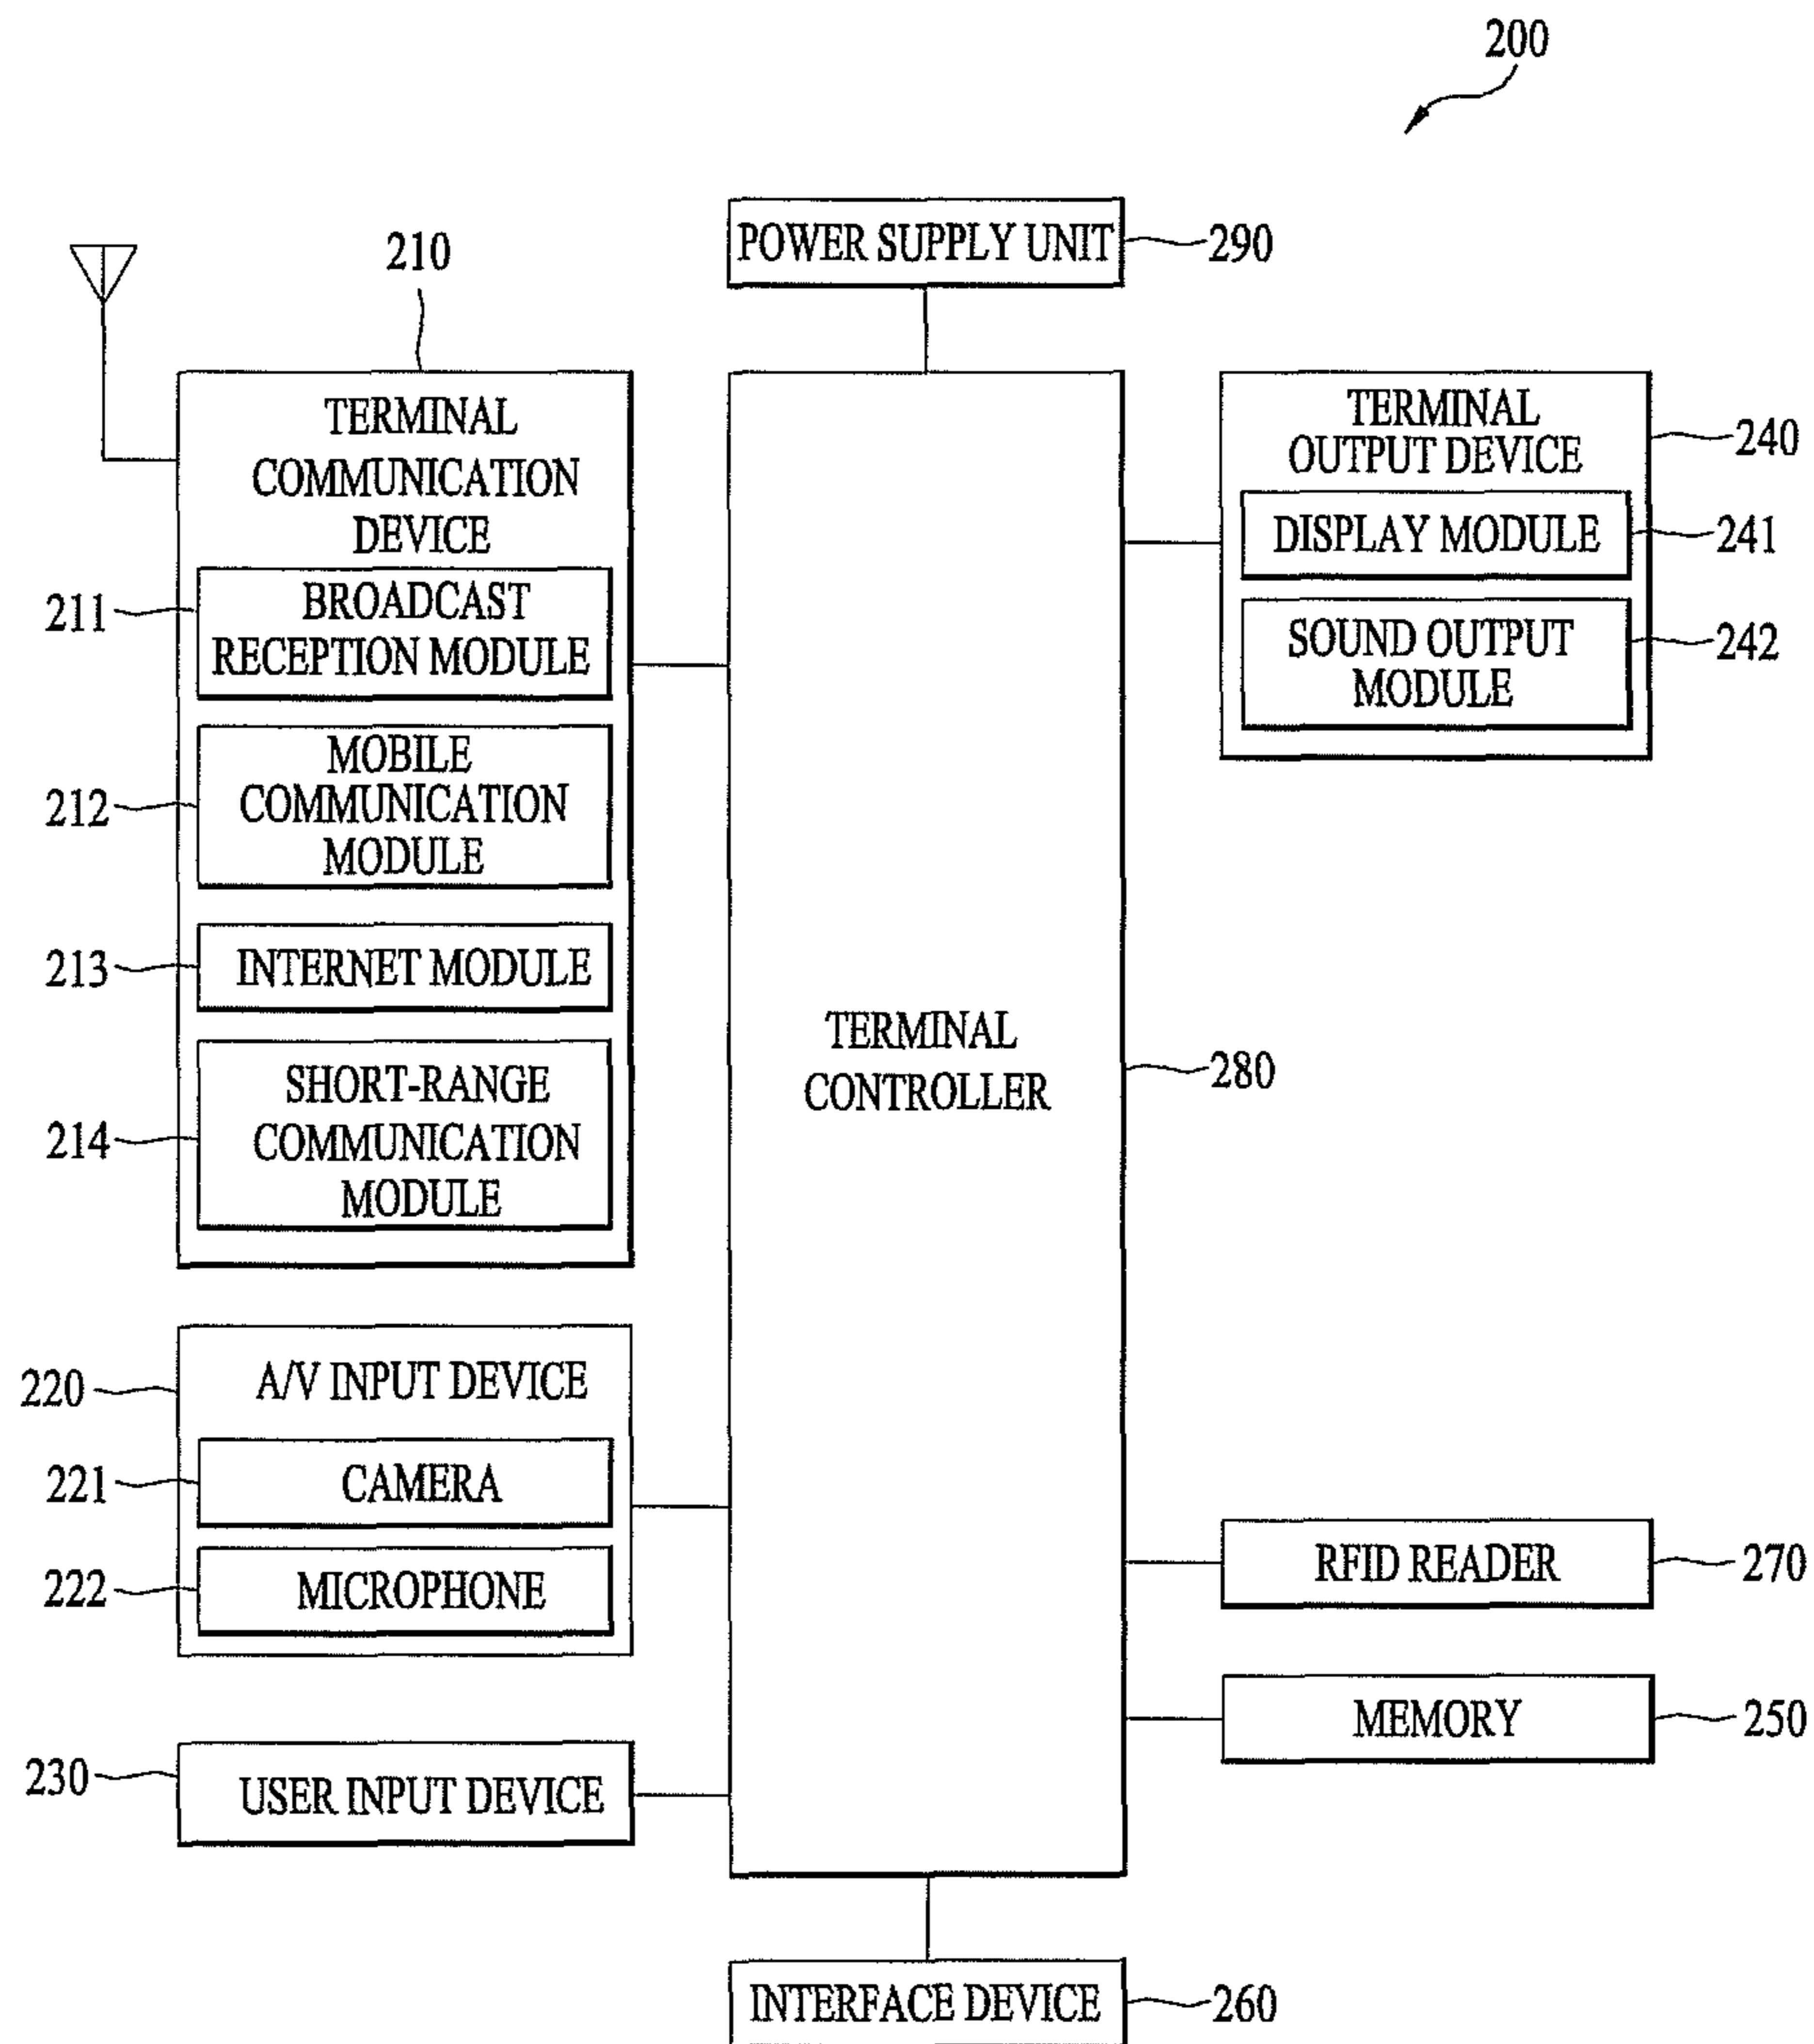 200
POWER SUPPLY UNIT
290
210
TERMINAL
COMMUNICATION
DEVICE
211
BROADCAST
RECEPTION MODULE
212
MOBILE
COMMUNICATION
MODULE
213
INTERNET MODULE
214
SHORT-RANGE
COMMUNICATION
MODULE
220
A/V INPUT DEVICE
221
CAMERA
222
MICROPHONE
230
USER INPUT DEVICE
TERMINAL
CONTROLLER
280
TERMINAL
OUTPUT DEVICE
240
DISPLAY MODULE
241
SOUND OUTPUT
MODULE
242
RFID READER
270
MEMORY
250
INTERFACE DEVICE
260